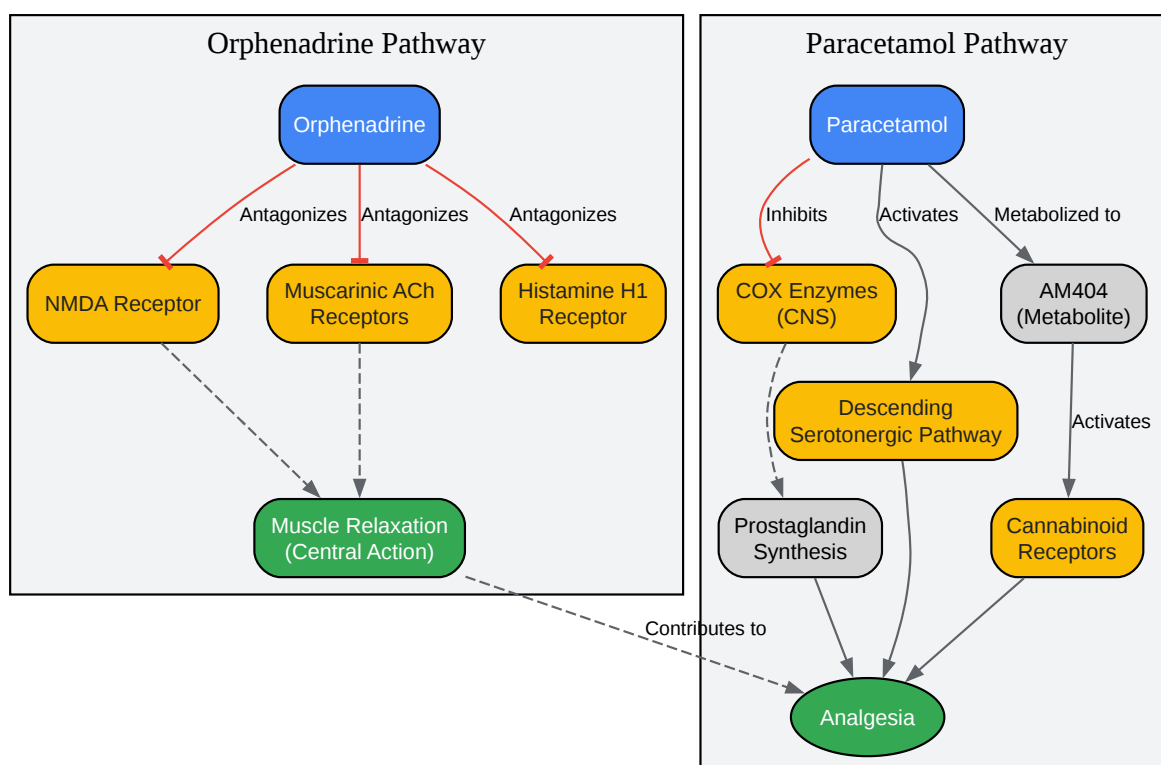 Orphenadrine Pathway
Orphenadrine
Antagonizes
Antagonizes
Antagonizes
NMDA Receptor
Muscarinic ACh
Receptors
Histamine H1
Receptor
Muscle Relaxation
(Central Action)
Contributes to
Paracetamol Pathway
Paracetamol
Inhibits
Activates
Metabolized to
COX Enzymes
(CNS)
AM404
(Metabolite)
Descending
Serotonergic Pathway
Activates
Prostaglandin
Synthesis
Cannabinoid
Receptors
Analgesia